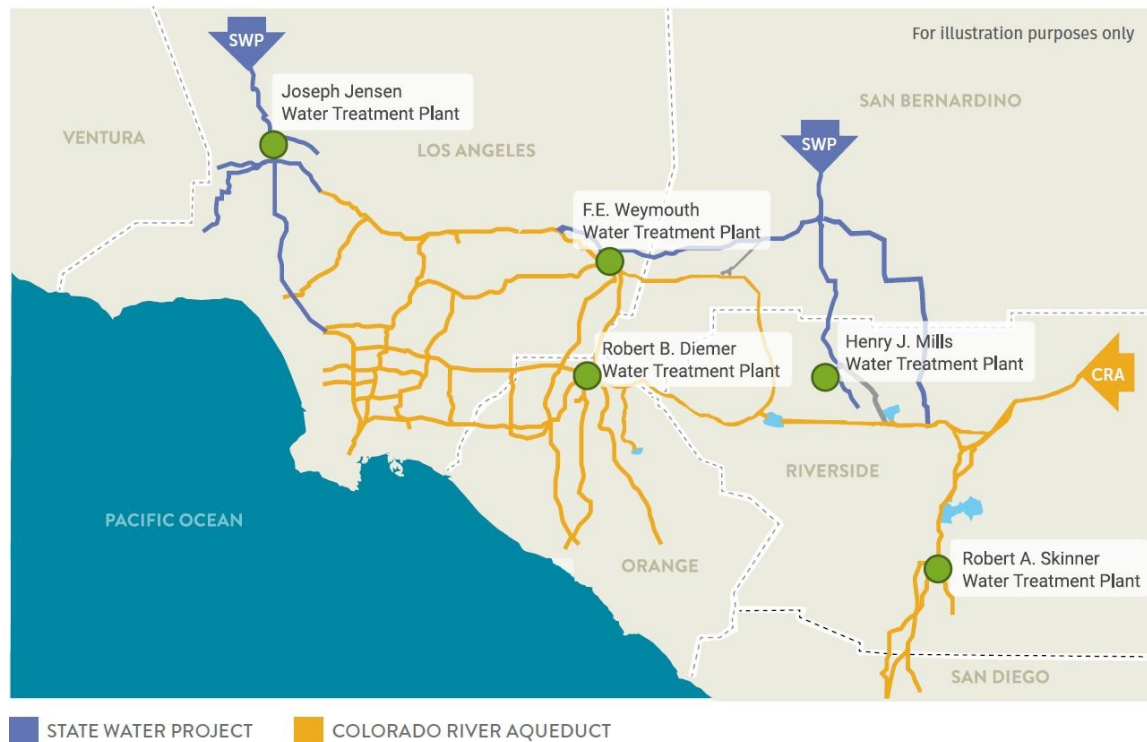 SWP
For illustration purposes only
Joseph Jensen
Water Treatment Plant
SAN BERNARDINO
VENTURA
LOS ANGELES
SWP
F.E. Weymouth
Water Treatment Plant
Robert B. Diemer
Water Treatment Plant
Henry J. Mills
Water Treatment Plant
CRA
RIVERSIDE
PACIFIC OCEAN
ORANGE
Robert A. Skinner
Water Treatment Plant
SAN DIEGO
STATE WATER PROJECT
COLORADO RIVER AQUEDUCT